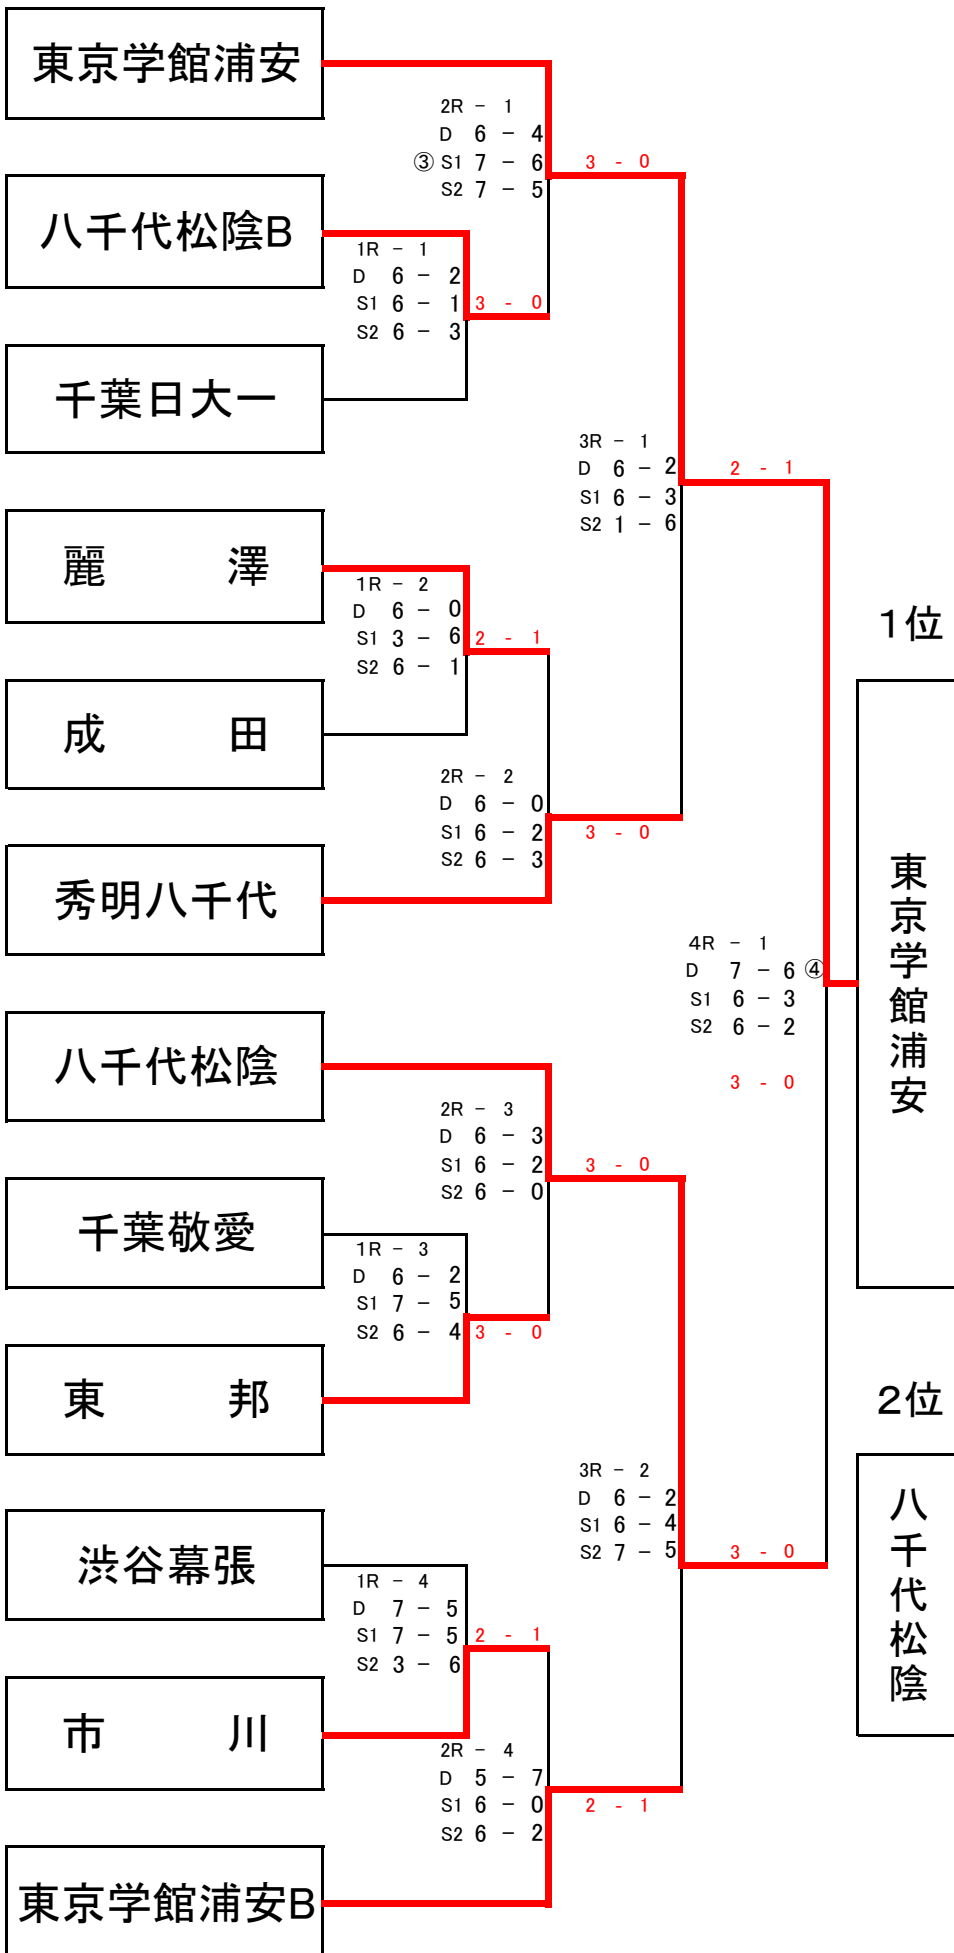 東京学館浦安
2R - 1
D 6 - 4
③ S1 7 - 6
S2 7 - 5
3 - 0
八千代松陰B
1R - 1
D 6 - 2
S1 6 - 1
S2 6 - 3
3 - 0
千葉日大一
3R - 1
D 6 - 2
S1 6 - 3
S2 1 - 6
2 - 1
麗澤
1R - 2
D 6 - 0
S1 3 - 6
S2 6 - 1
2 - 1
成田
2R - 2
D 6 - 0
S1 6 - 2
S2 6 - 3
3 - 0
秀明八千代
1位
東京学館浦安
4R - 1
D 7 - 6 ④
S1 6 - 3
S2 6 - 2
3 - 0
八千代松陰
2R - 3
D 6 - 3
S1 6 - 2
S2 6 - 0
3 - 0
千葉敬愛
1R - 3
D 6 - 2
S1 7 - 5
S2 6 - 4
3 - 0
東邦
2位
八千代松陰
3R - 2
D 6 - 2
S1 6 - 4
S2 7 - 5
3 - 0
渋谷幕張
1R - 4
D 7 - 5
S1 7 - 5
S2 3 - 6
2 - 1
市川
2R - 4
D 5 - 7
S1 6 - 0
S2 6 - 2
2 - 1
東京学館浦安B